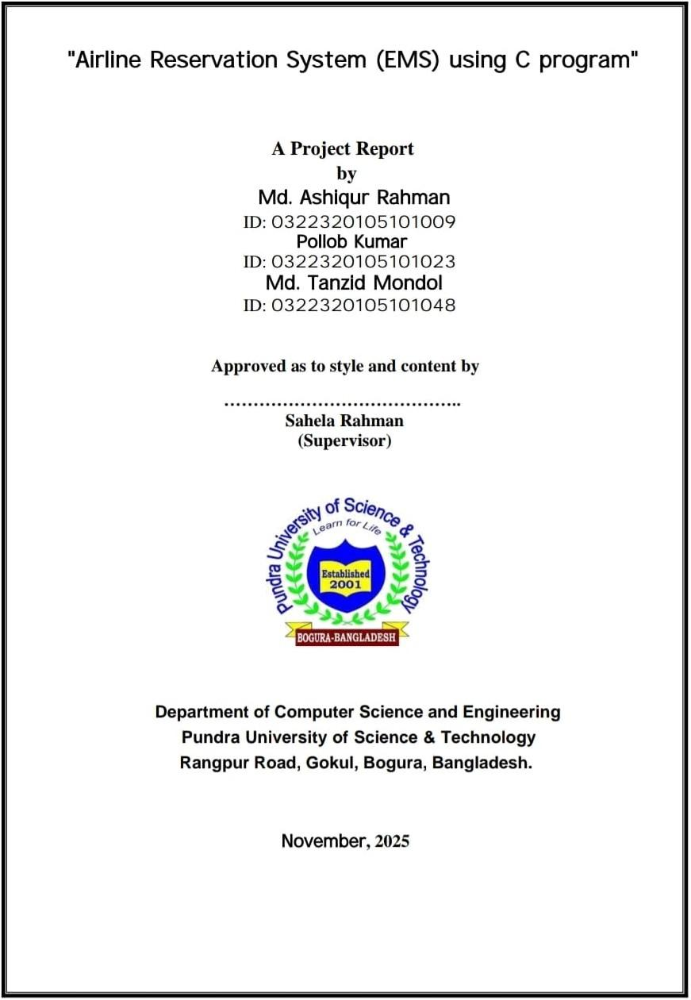 "Airline Reservation System (EMS) using C program"
A Project Report
by
Md. Ashiqur Rahman
ID: 0322320105101009
Pollob Kumar
ID: 0322320105101023
Md. Tanzid Mondol
ID: 0322320105101048
Approved as to style and content by
…………………………………..
Sahela Rahman
(Supervisor)
Pundra University of Science & Technology
Learn for Life
Established
2001
BOGURA-BANGLADESH
Department of Computer Science and Engineering
Pundra University of Science & Technology
Rangpur Road, Gokul, Bogura, Bangladesh.
November, 2025